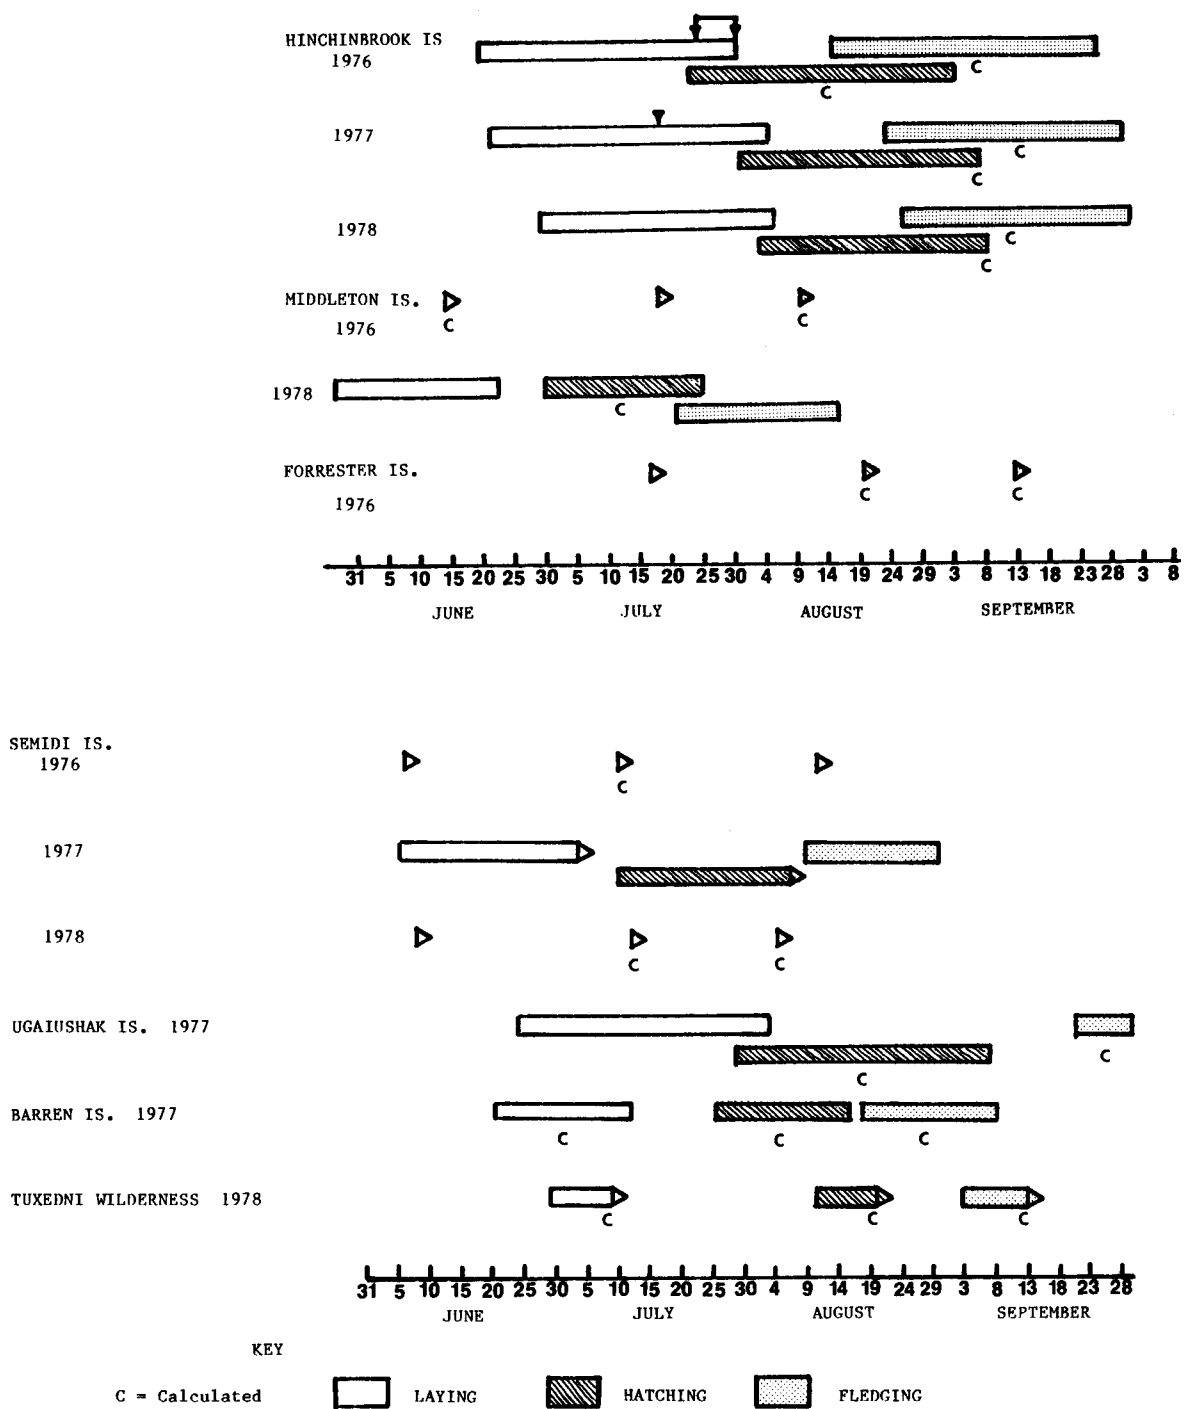 HINCHINBROOK IS
1976
C
C
1977
C
C
1978
C
C
MIDDLETON IS.
1976
C
C
1978
C
FORRESTER IS.
1976
C
C
31 5 10 15 20 25 30 5 10 15 20 25 30 4 9 14 19 24 29 3 8 13 18 23 28 3 8
JUNE JULY AUGUST SEPTEMBER
SEMIDI IS.
1976
C
1977
1978
C C
UGAIUSHAK IS. 1977
C
C
BARREN IS. 1977
C C C
TUXEDNI WILDERNESS 1978
C C C
31 5 10 15 20 25 30 5 10 15 20 25 30 4 9 14 19 24 29 3 8 13 18 23 28
JUNE JULY AUGUST SEPTEMBER
KEY
C = Calculated LAYING HATCHING FLEDGING